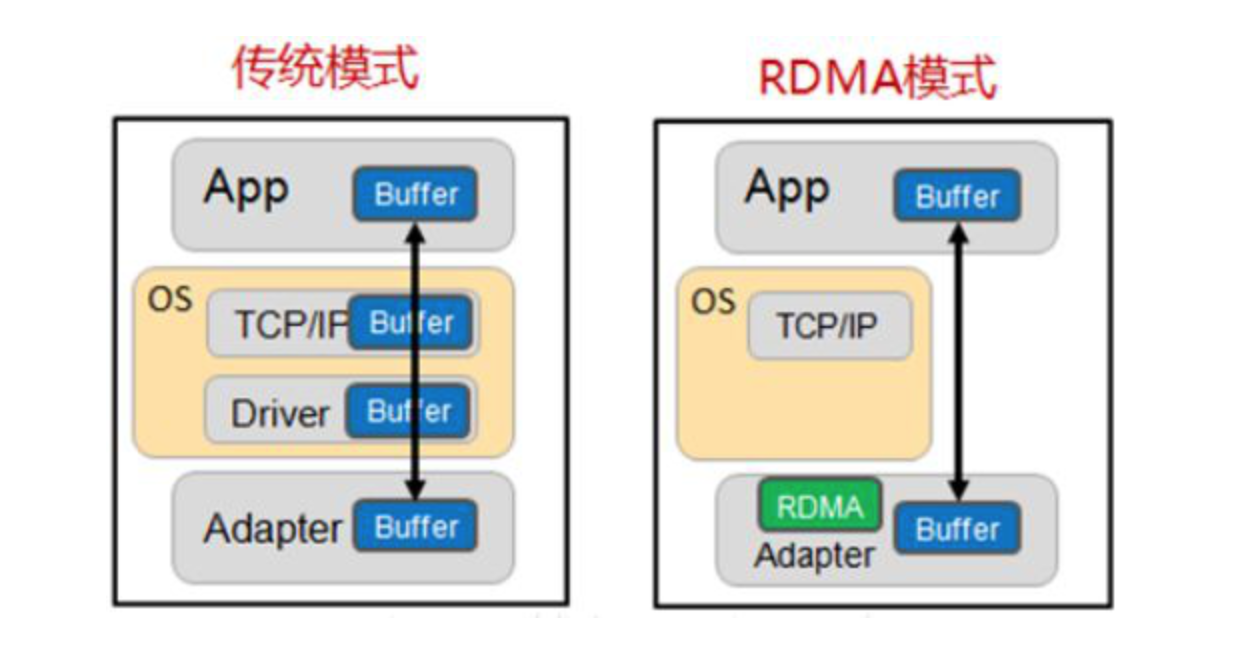 传统模式
App
Buffer
OS
TCP/IP
Buffer
Driver
Buffer
Adapter
Buffer
RDMA模式
App
Buffer
OS
TCP/IP
RDMA
Adapter
Buffer